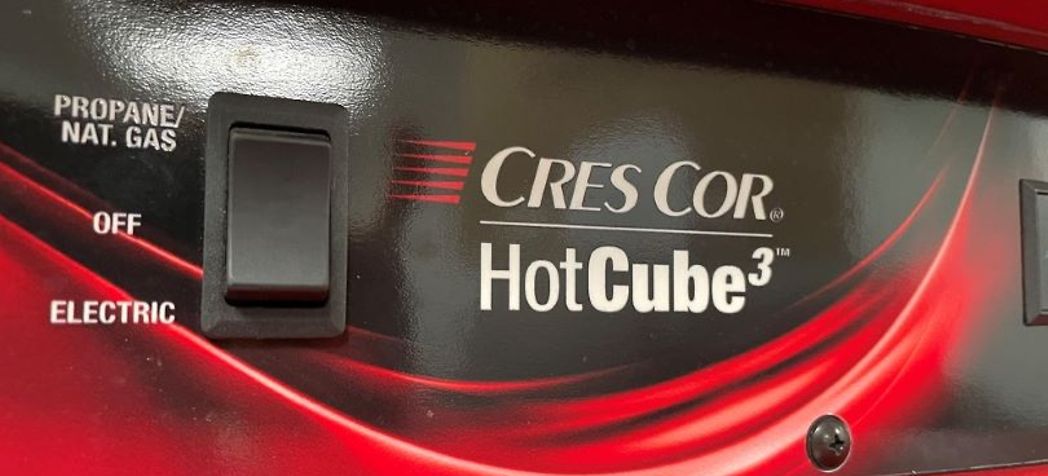 PROPANE/
NAT. GAS
OFF
ELECTRIC
CRES COR®
HotCube³™